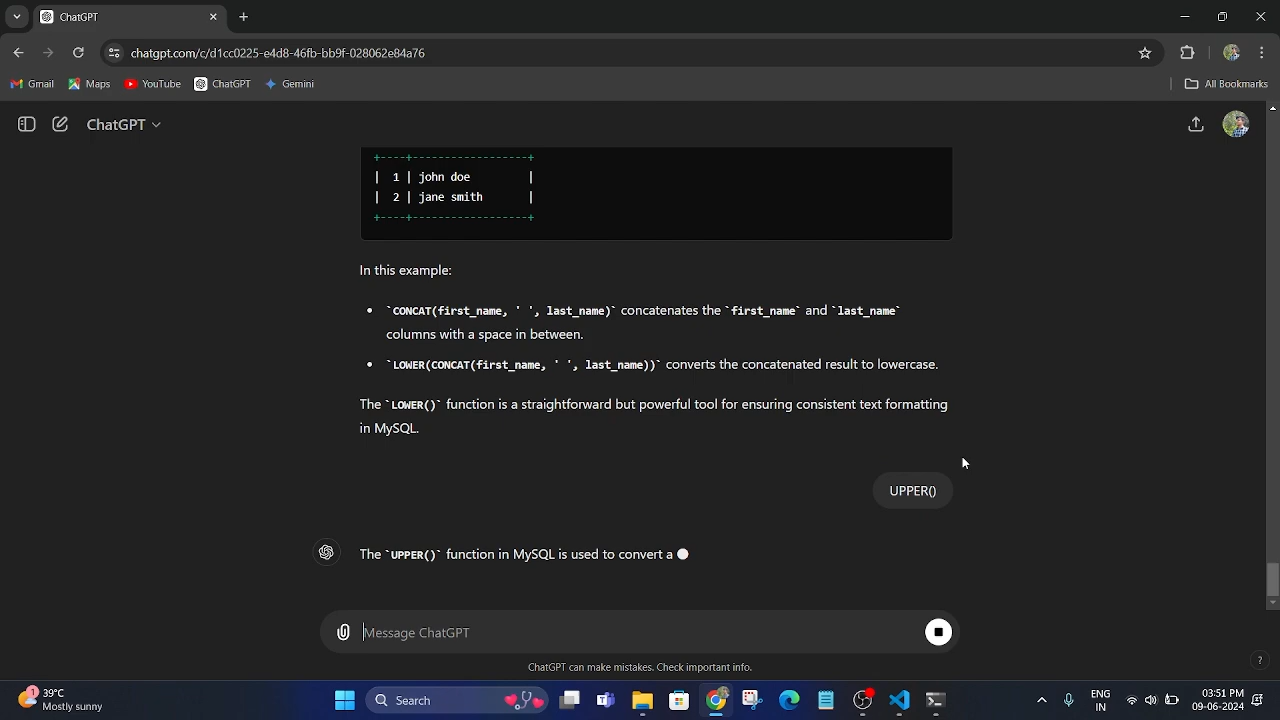 ChatGPT
chatgpt.com/c/d1cc0225-e4d8-46fb-bb9f-028062e84a76
Gmail Maps YouTube ChatGPT Gemini All Bookmarks
ChatGPT
+----+------------------+
| 1 | john doe |
| 2 | jane smith |
+----+------------------+
In this example:
• `CONCAT(first_name, ' ', last_name)` concatenates the `first_name` and `last_name`
columns with a space in between.
• `LOWER(CONCAT(first_name, ' ', last_name))` converts the concatenated result to lowercase.
The `LOWER()` function is a straightforward but powerful tool for ensuring consistent text formatting
in MySQL.
UPPER()
The `UPPER()` function in MySQL is used to convert a
Message ChatGPT
ChatGPT can make mistakes. Check important info.
?
1
39°C
Mostly sunny
Search
ENG
IN
03:51 PM
09-06-2024